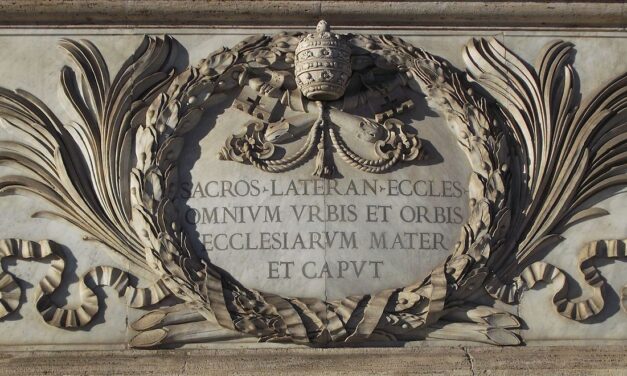 SACROS·LATERAN·ECCLES·
OMNIVM VRBIS ET ORBIS
ECCLESIARVM MATER
ET CAPVT